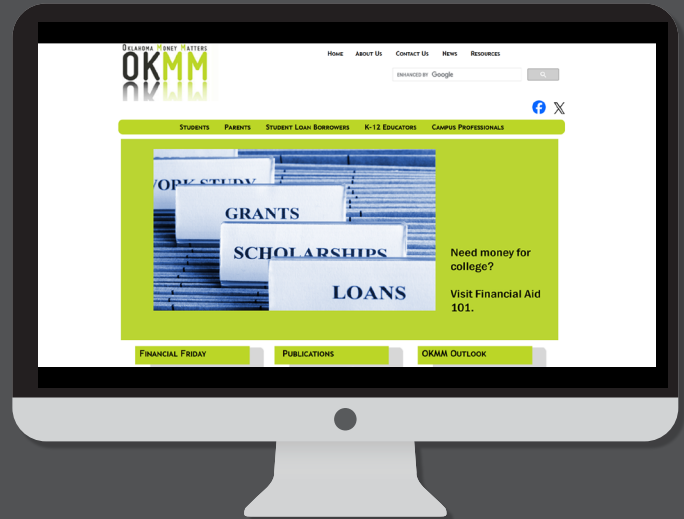 OKLAHOMA MONEY MATTERS
OKMM
HOME ABOUT US CONTACT US NEWS RESOURCES
ENHANCED BY Google
STUDENTS PARENTS STUDENT LOAN BORROWERS K-12 EDUCATORS CAMPUS PROFESSIONALS
WORK STUDY
GRANTS
SCHOLARSHIPS
LOANS
Need money for
college?
Visit Financial Aid
101.
FINANCIAL FRIDAY PUBLICATIONS OKMM OUTLOOK